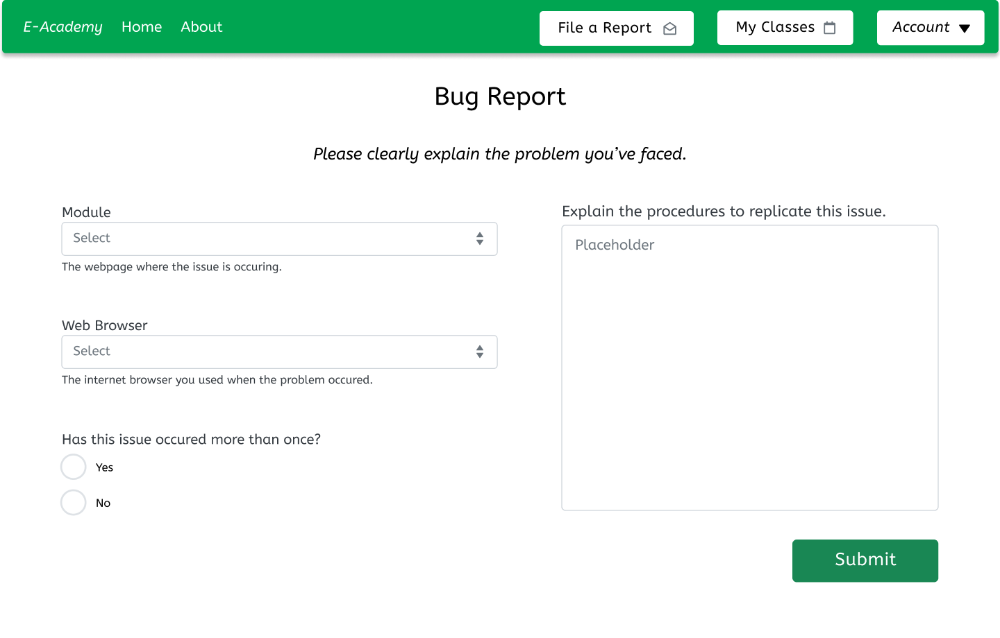 E-Academy Home About File a Report My Classes Account
Bug Report
Please clearly explain the problem you’ve faced.
Module
Select
The webpage where the issue is occuring.
Web Browser
Select
The internet browser you used when the problem occured.
Has this issue occured more than once?
Yes
No
Explain the procedures to replicate this issue.
Placeholder
Submit